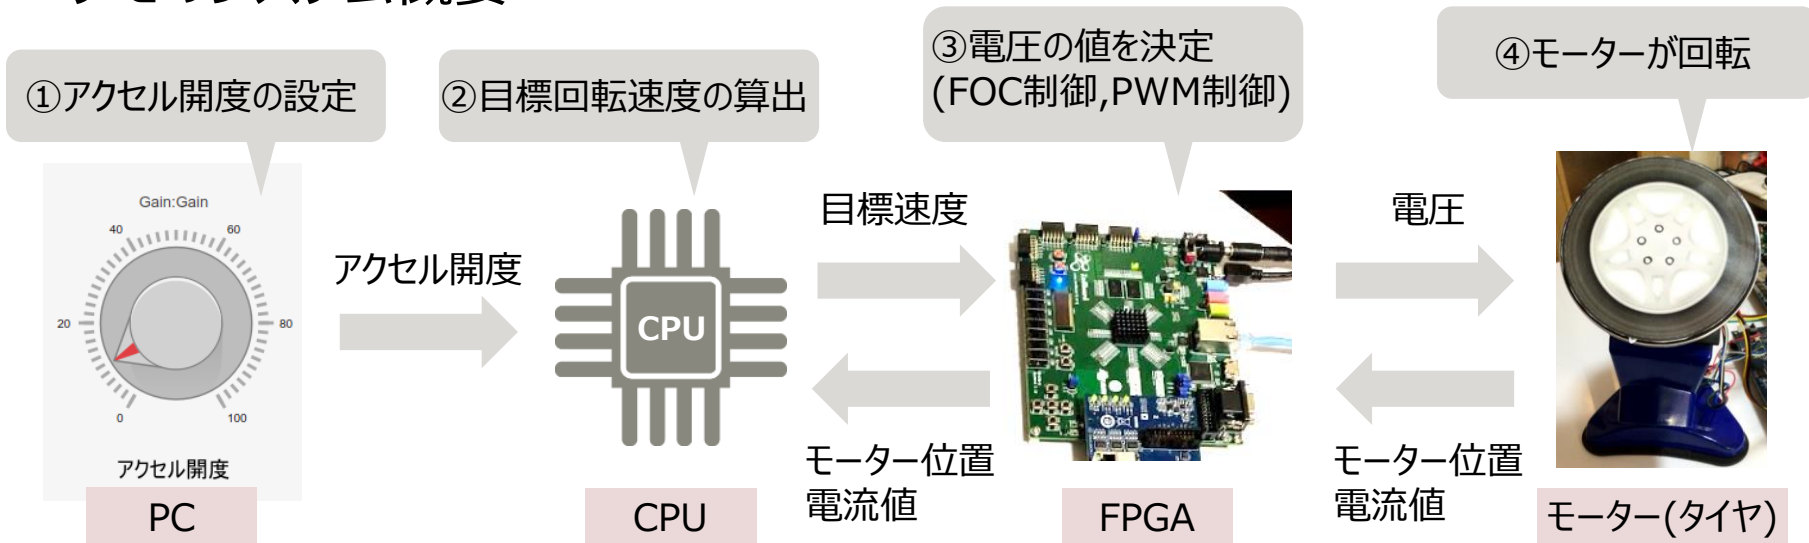 ①アクセル開度の設定
②目標回転速度の算出
③電圧の値を決定
(FOC制御,PWM制御)
④モーターが回転
Gain:Gain
0
20
40
60
80
100
アクセル開度
PC
アクセル開度
CPU
CPU
目標速度
モーター位置
電流値
FPGA
電圧
モーター位置
電流値
モーター(タイヤ)